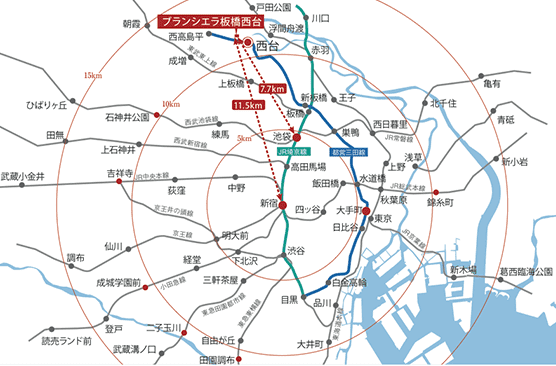 戸田公園
川口
朝霞
ブランシエラ板橋西台
浮間舟渡
西高島平
西台
赤羽
成増
東武東上線
15km
上板橋
7.7km
亀有
ひばりヶ丘
10km
11.5km
新板橋
王子
北千住
石神井公園
西武池袋線
板橋
青砥
田無
練馬
5km
池袋
巣鴨
西日暮里
JR常磐線
上石神井
西武新宿線
JR埼京線
都営三田線
浅草
新小岩
高田馬場
上野
吉祥寺
武蔵小金井
JR中央本線
荻窪
中野
飯田橋
水道橋
JR総武本線
秋葉原
錦糸町
京王井の頭線
新宿
四ッ谷
大手町
東京
京王線
明大前
日比谷
JR京葉線
仙川
下北沢
渋谷
調布
経堂
新木場
葛西臨海公園
成城学園前
小田急線
三軒茶屋
白金高輪
東急田園都市線
東急東横線
目黒
品川
登戸
二子玉川
東海道本線
読売ランド前
自由が丘
大井町
武蔵溝ノ口
田園調布